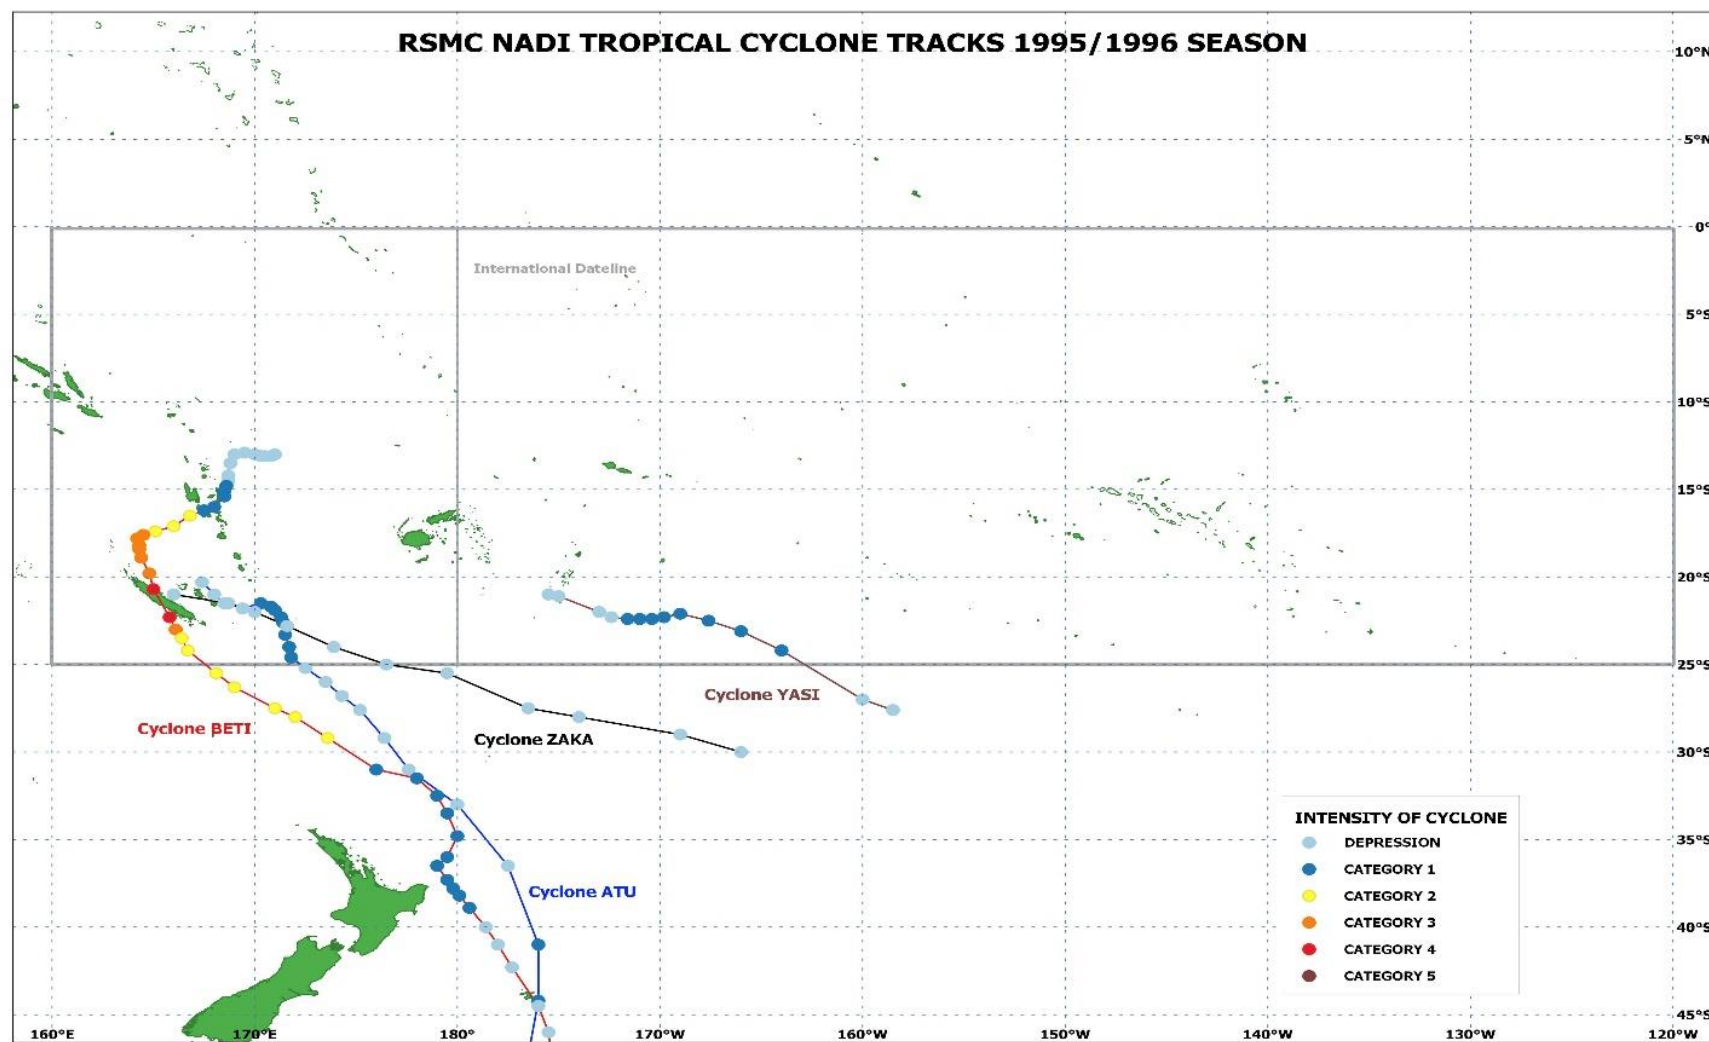 RSMC NADI TROPICAL CYCLONE TRACKS 1995/1996 SEASON
10°N
5°N
0°
International Dateline
5°S
10°S
15°S
20°S
25°S
Cyclone YASI
Cyclone BETI
Cyclone ZAKA
30°S
INTENSITY OF CYCLONE
DEPRESSION
35°S
CATEGORY 1
Cyclone ATU
CATEGORY 2
CATEGORY 3
40°S
CATEGORY 4
CATEGORY 5
45°S
160°E 170°E 180° 170°W 160°W 150°W 140°W 130°W 120°W